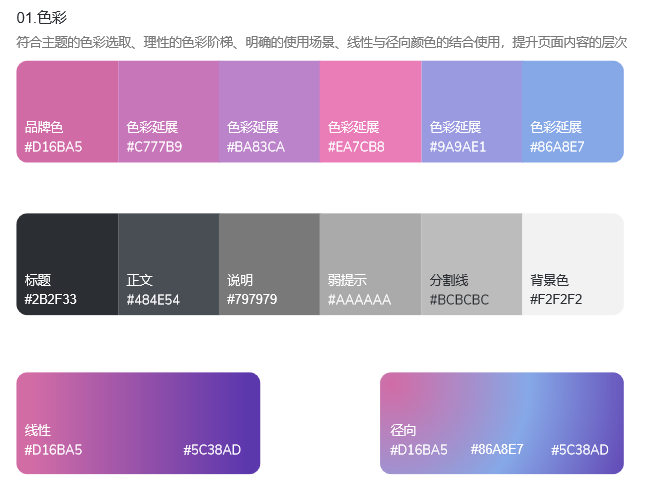 01.色彩
符合主题的色彩选取、理性的色彩阶梯、明确的使用场景、线性与径向颜色的结合使用，提升页面内容的层次
品牌色 色彩延展 色彩延展 色彩延展 色彩延展 色彩延展
#D16BA5 #C777B9 #BA83CA #EA7CB8 #9A9AE1 #86A8E7
标题 正文 说明 弱提示 分割线 背景色
#2B2F33 #484E54 #797979 #AAAAAA #BCBCBC #F2F2F2
线性 径向
#D16BA5 #5C38AD #D16BA5 #86A8E7 #5C38AD